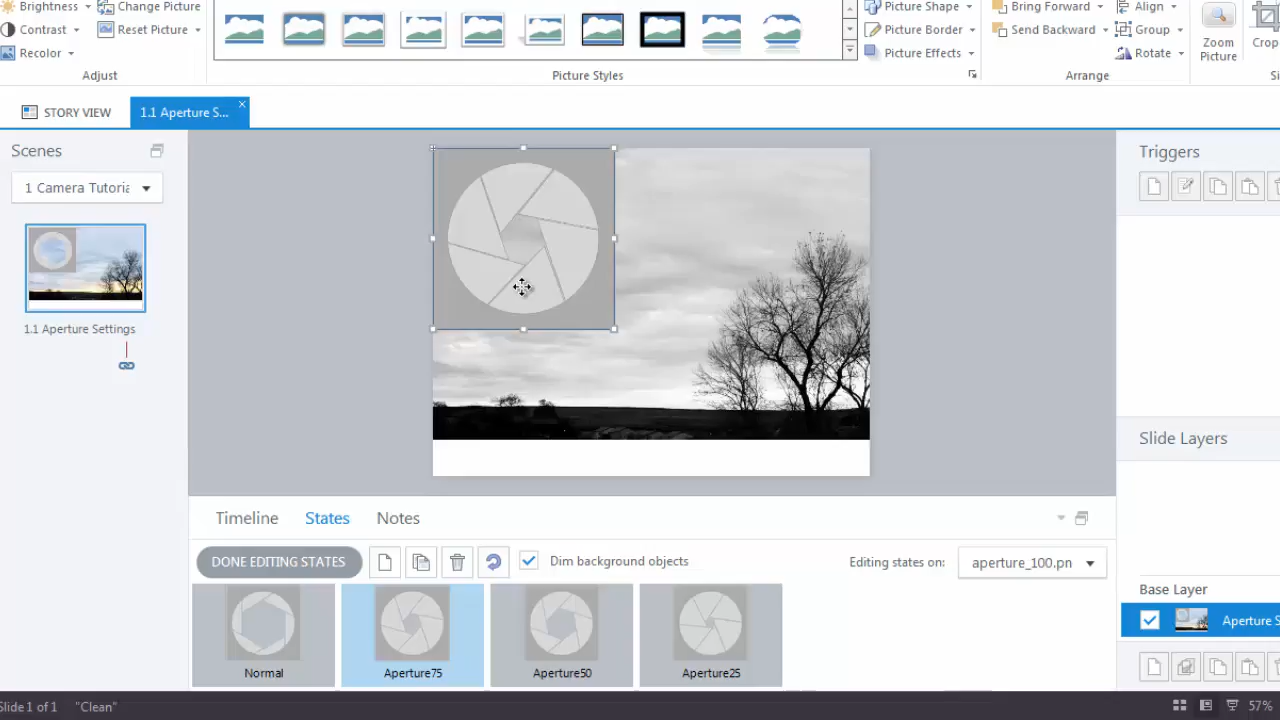 Brightness
Change Picture
Contrast
Reset Picture
Recolor
Adjust
Picture Styles
Picture Shape
Picture Border
Picture Effects
Bring Forward
Send Backward
Align
Group
Rotate
Arrange
Zoom
Picture
Crop
STORY VIEW
1.1 Aperture S...
Scenes
1 Camera Tutoria
1.1 Aperture Settings
Triggers
Slide Layers
Timeline
States
Notes
DONE EDITING STATES
Dim background objects
Editing states on:
aperture_100.pn
Normal
Aperture75
Aperture50
Aperture25
Base Layer
Aperture S
Slide 1 of 1
"Clean"
57%